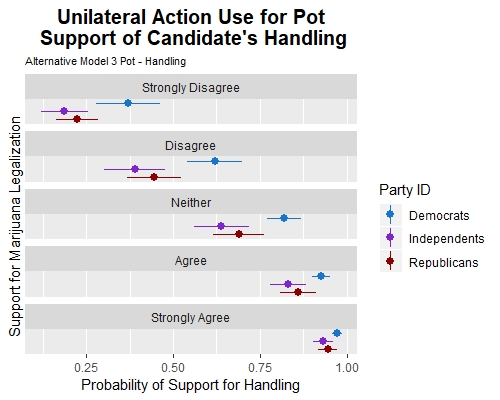 Unilateral Action Use for Pot
Support of Candidate's Handling
Alternative Model 3 Pot - Handling
Support for Marijuana Legalization
Strongly Disagree
Disagree
Neither
Agree
Strongly Agree
0.25 0.50 0.75 1.00
Probability of Support for Handling
Party ID
Democrats
Independents
Republicans